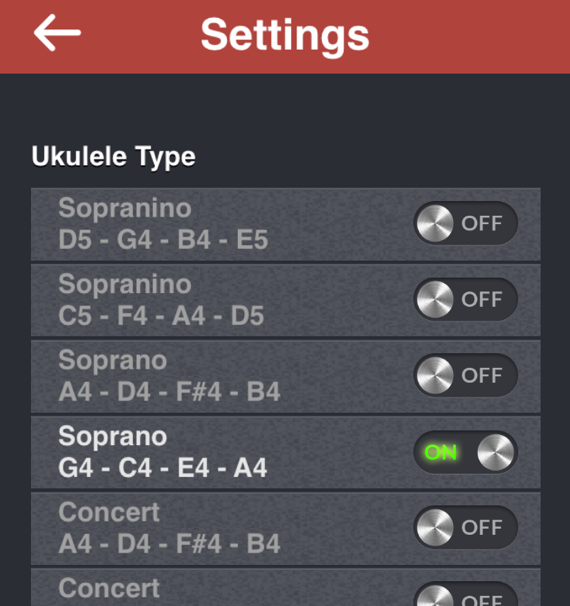 Settings
Ukulele Type
Sopranino
D5 - G4 - B4 - E5
OFF
Sopranino
C5 - F4 - A4 - D5
OFF
Soprano
A4 - D4 - F#4 - B4
OFF
Soprano
G4 - C4 - E4 - A4
ON
Concert
A4 - D4 - F#4 - B4
OFF
Concert
OFF